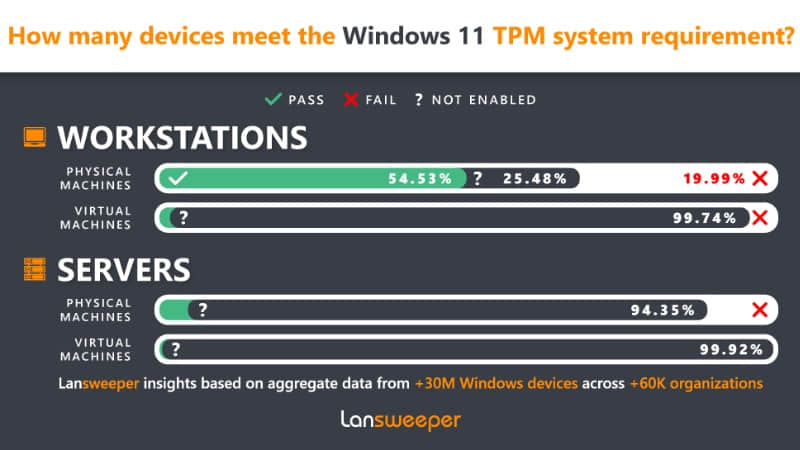 How many devices meet the Windows 11 TPM system requirement?
PASS FAIL ? NOT ENABLED
WORKSTATIONS
PHYSICAL
MACHINES
54.53% ? 25.48% 19.99%
VIRTUAL
MACHINES
? 99.74%
SERVERS
PHYSICAL
MACHINES
? 94.35%
VIRTUAL
MACHINES
? 99.92%
Lansweeper insights based on aggregate data from +30M Windows devices across +60K organizations
Lansweeper